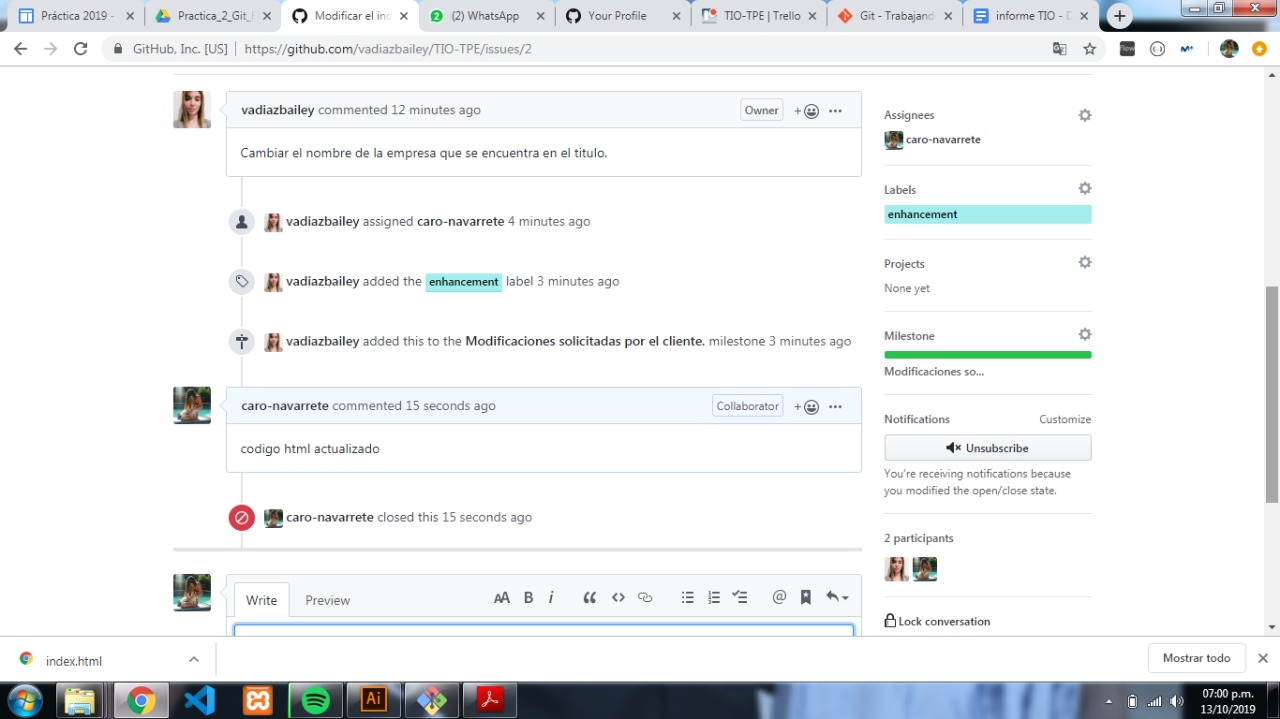 Práctica 2019 -
Practica_2_Git_
Modificar el ind
(2) WhatsApp
Your Profile
TIO-TPE | Trello
Git - Trabajand
informe TIO - D
GitHub, Inc. [US] | https://github.com/vadiazbailey/TIO-TPE/issues/2
vadiazbailey commented 12 minutes ago
Owner
Cambiar el nombre de la empresa que se encuentra en el titulo.
vadiazbailey assigned caro-navarrete 4 minutes ago
vadiazbailey added the enhancement label 3 minutes ago
vadiazbailey added this to the Modificaciones solicitadas por el cliente. milestone 3 minutes ago
caro-navarrete commented 15 seconds ago
Collaborator
codigo html actualizado
caro-navarrete closed this 15 seconds ago
Write
Preview
AA B i
Assignees
caro-navarrete
Labels
enhancement
Projects
None yet
Milestone
Modificaciones so...
Notifications
Customize
Unsubscribe
You're receiving notifications because
you modified the open/close state.
2 participants
Lock conversation
index.html
Mostrar todo
Ai
07:00 p.m.
13/10/2019